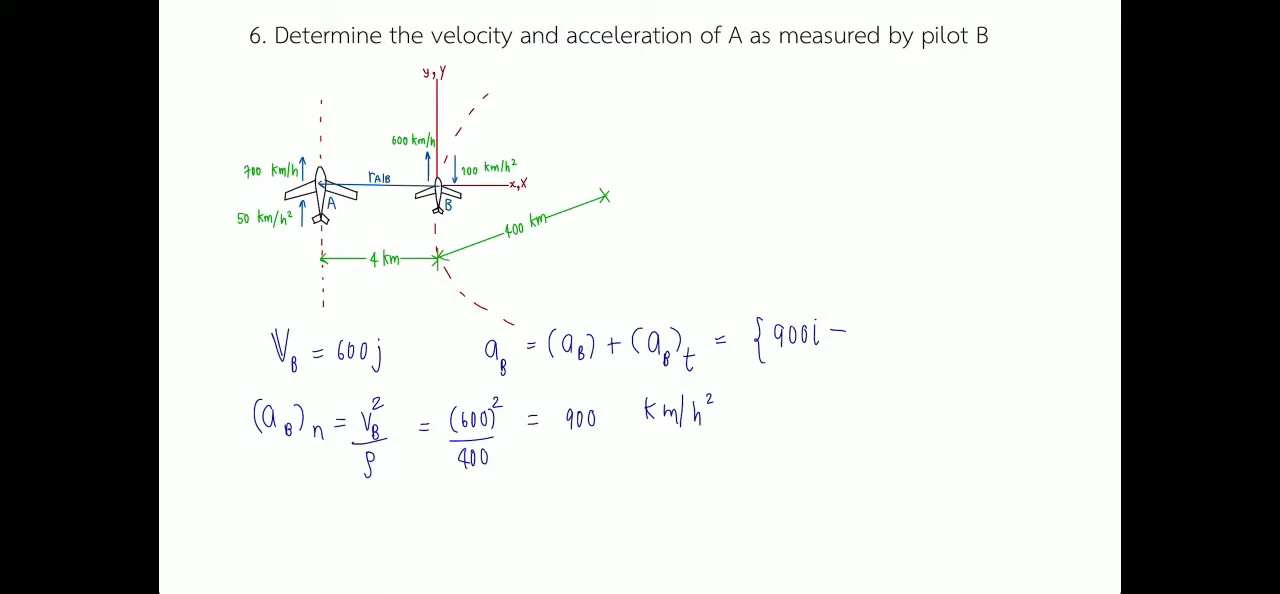 6. Determine the velocity and acceleration of A as measured by pilot B
y, Y
600 km/h
700 km/h
100 km/h²
rA/B
x, X
A
B
50 km/h²
400 km
4 km
V_B = 600j
a_B = (a_B) + (a_B)_t = {900i −
(a_B)_n = V_B²/ρ = (600)²/400 = 900 km/h²